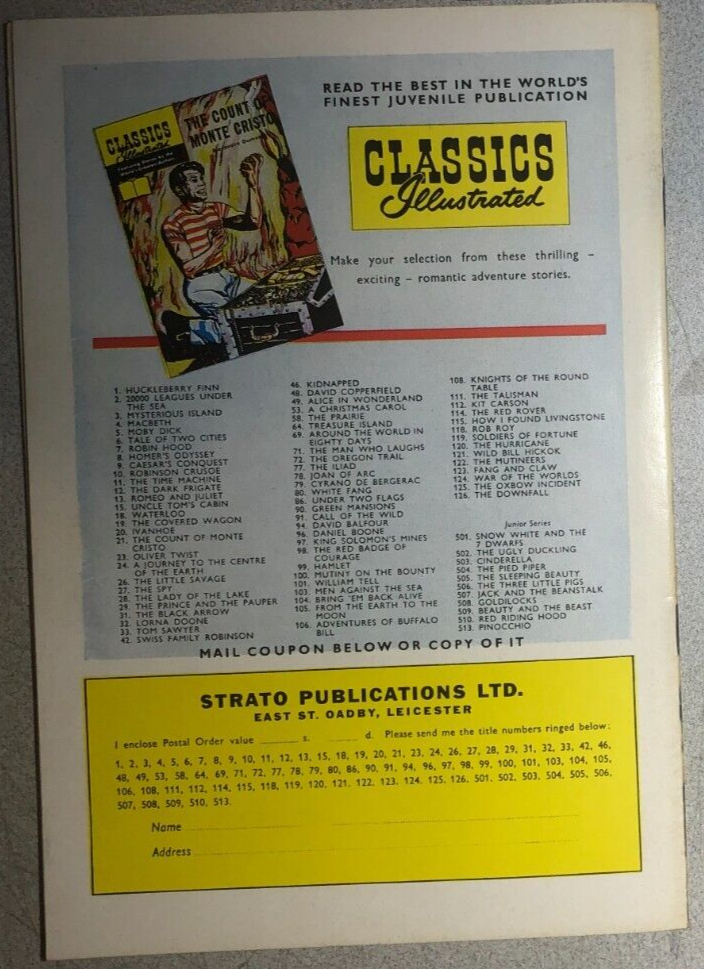 READ THE BEST IN THE WORLD'S
FINEST JUVENILE PUBLICATION
CLASSICS
Illustrated
THE COUNT OF
MONTE CRISTO
CLASSICS
Illustrated
Featuring Stories by the
World's Greatest Authors
Make your selection from these thrilling –
exciting – romantic adventure stories.
1. HUCKLEBERRY FINN
2. 20000 LEAGUES UNDER
THE SEA
3. MYSTERIOUS ISLAND
4. MACBETH
5. MOBY DICK
6. TALE OF TWO CITIES
7. ROBIN HOOD
8. HOMER'S ODYSSEY
9. CAESAR'S CONQUEST
10. ROBINSON CRUSOE
11. THE TIME MACHINE
12. THE DARK FRIGATE
13. ROMEO AND JULIET
15. UNCLE TOM'S CABIN
18. WATERLOO
19. THE COVERED WAGON
20. IVANHOE
21. THE COUNT OF MONTE
CRISTO
23. OLIVER TWIST
24. A JOURNEY TO THE CENTRE
OF THE EARTH
26. THE LITTLE SAVAGE
27. THE SPY
28. THE LADY OF THE LAKE
29. THE PRINCE AND THE PAUPER
31. THE BLACK ARROW
32. LORNA DOONE
33. TOM SAWYER
42. SWISS FAMILY ROBINSON
46. KIDNAPPED
48. DAVID COPPERFIELD
49. ALICE IN WONDERLAND
53. A CHRISTMAS CAROL
58. THE PRAIRIE
64. TREASURE ISLAND
69. AROUND THE WORLD IN
EIGHTY DAYS
71. THE MAN WHO LAUGHS
72. THE OREGON TRAIL
77. THE ILIAD
78. JOAN OF ARC
79. CYRANO DE BERGERAC
80. WHITE FANG
86. UNDER TWO FLAGS
90. GREEN MANSIONS
91. CALL OF THE WILD
94. DAVID BALFOUR
96. DANIEL BOONE
97. KING SOLOMON'S MINES
98. THE RED BADGE OF
COURAGE
99. HAMLET
100. MUTINY ON THE BOUNTY
101. WILLIAM TELL
103. MEN AGAINST THE SEA
104. BRING 'EM BACK ALIVE
105. FROM THE EARTH TO THE
MOON
106. ADVENTURES OF BUFFALO
BILL
108. KNIGHTS OF THE ROUND
TABLE
111. THE TALISMAN
112. KIT CARSON
114. THE RED ROVER
115. HOW I FOUND LIVINGSTONE
118. ROB ROY
119. SOLDIERS OF FORTUNE
120. THE HURRICANE
121. WILD BILL HICKOK
122. THE MUTINEERS
123. FANG AND CLAW
124. WAR OF THE WORLDS
125. THE OXBOW INCIDENT
126. THE DOWNFALL
Junior Series
501. SNOW WHITE AND THE
7 DWARFS
502. THE UGLY DUCKLING
503. CINDERELLA
504. THE PIED PIPER
505. THE SLEEPING BEAUTY
506. THE THREE LITTLE PIGS
507. JACK AND THE BEANSTALK
508. GOLDILOCKS
509. BEAUTY AND THE BEAST
510. RED RIDING HOOD
513. PINOCCHIO
MAIL COUPON BELOW OR COPY OF IT
STRATO PUBLICATIONS LTD.
EAST ST. OADBY, LEICESTER
I enclose Postal Order value s. d. Please send me the title numbers ringed below:
1, 2, 3, 4, 5, 6, 7, 8, 9, 10, 11, 12, 13, 15, 18, 19, 20, 21, 23, 24, 26, 27, 28, 29, 31, 32, 33, 42, 46,
48, 49, 53, 58, 64, 69, 71, 72, 77, 78, 79, 80, 86, 90, 91, 94, 96, 97, 98, 99, 100, 101, 103, 104, 105,
106, 108, 111, 112, 114, 115, 118, 119, 120, 121, 122, 123, 124, 125, 126. 501. 502. 503. 504. 505. 506.
507, 508, 509, 510, 513.
Name
Address